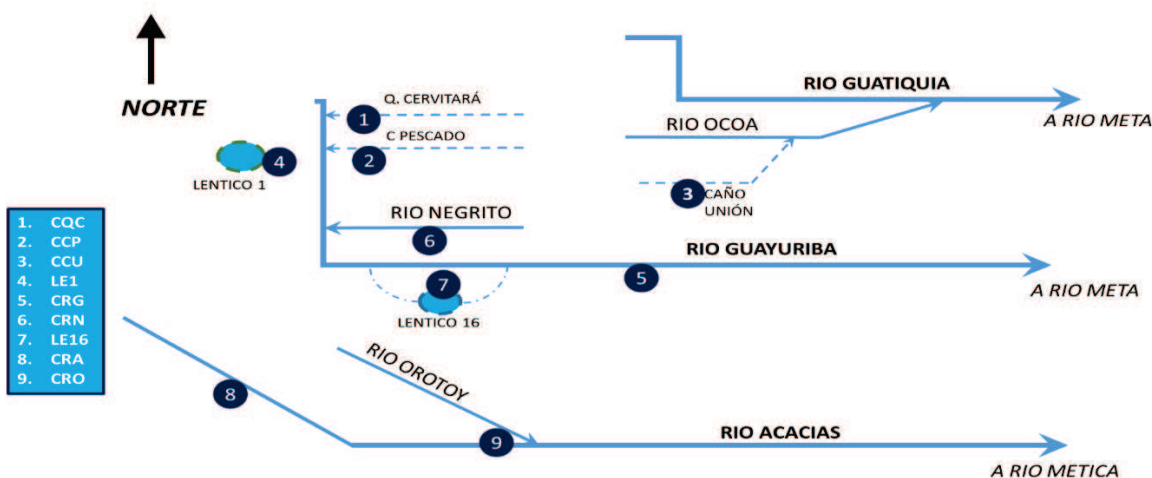 NORTE
Q. CERVITARÁ
1
C PESCADO
2
4
LENTICO 1
RIO NEGRITO
6
RIO GUATIQUIA
A RIO META
RIO OCOA
3
CAÑO
UNIÓN
RIO GUAYURIBA
5
A RIO META
7
LENTICO 16
1. CQC
2. CCP
3. CCU
4. LE1
5. CRG
6. CRN
7. LE16
8. CRA
9. CRO
8
RIO OROTOY
9
RIO ACACIAS
A RIO METICA